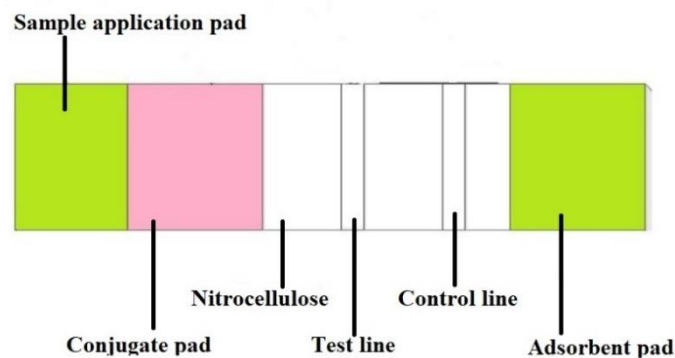 Sample application pad
Nitrocellulose
Control line
Conjugate pad
Test line
Adsorbent pad